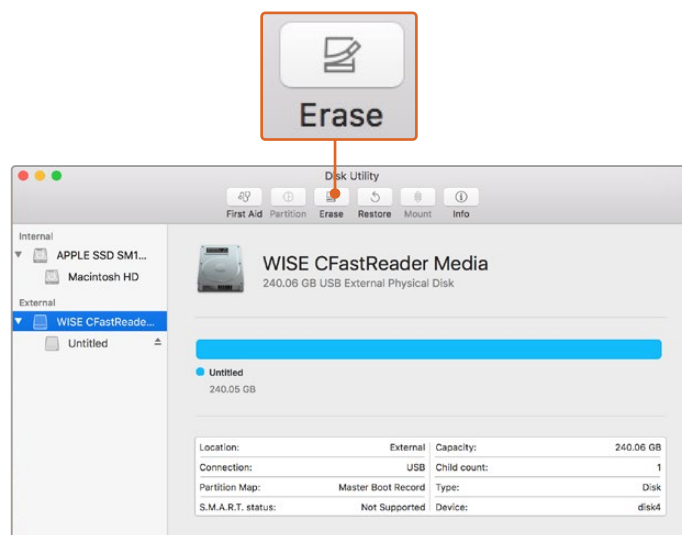 Erase
Disk Utility
First Aid Partition Erase Restore Mount Info
Internal
APPLE SSD SM1...
Macintosh HD
External
WISE CFastReade...
Untitled
WISE CFastReader Media
240.06 GB USB External Physical Disk
Untitled
240.05 GB
Location: External Capacity: 240.06 GB
Connection: USB Child count: 1
Partition Map: Master Boot Record Type: Disk
S.M.A.R.T. status: Not Supported Device: disk4